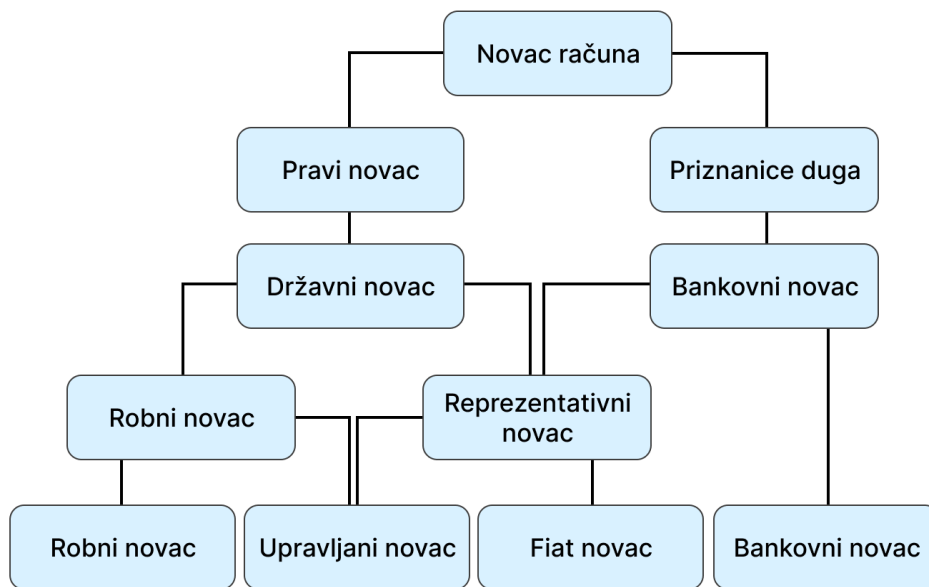 Novac računa
Pravi novac
Priznanice duga
Državni novac
Bankovni novac
Robni novac
Reprezentativni
novac
Robni novac
Upravljani novac
Fiat novac
Bankovni novac